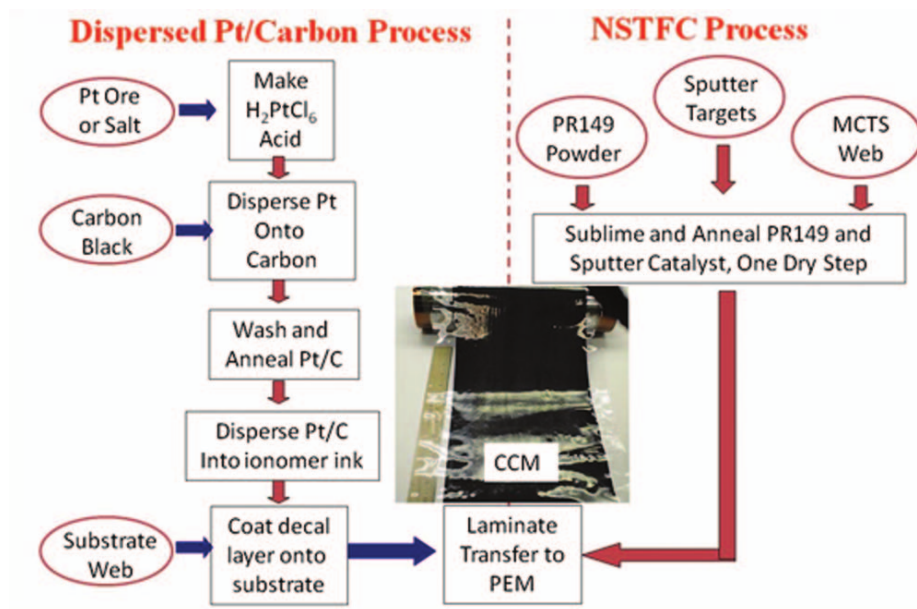 Dispersed Pt/Carbon Process
Pt Ore
or Salt
Make
H₂PtCl₆
Acid
Carbon
Black
Disperse Pt
Onto
Carbon
Wash and
Anneal Pt/C
Disperse Pt/C
Into ionomer ink
Substrate
Web
Coat decal
layer onto
substrate
NSTFC Process
PR149
Powder
Sputter
Targets
MCTS
Web
Sublime and Anneal PR149 and
Sputter Catalyst, One Dry Step
CCM
Laminate
Transfer to
PEM